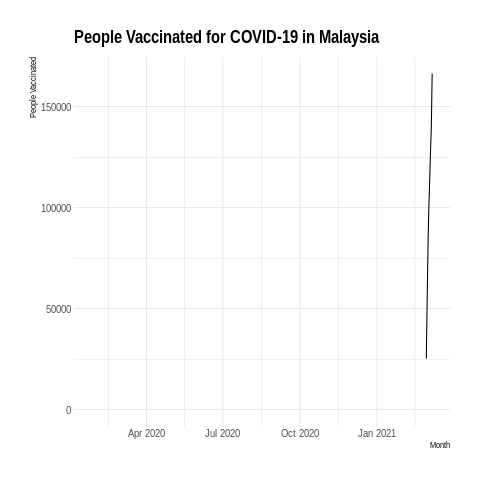 People Vaccinated for COVID-19 in Malaysia
People Vaccinated
150000
100000
50000
0
Apr 2020 Jul 2020 Oct 2020 Jan 2021
Month